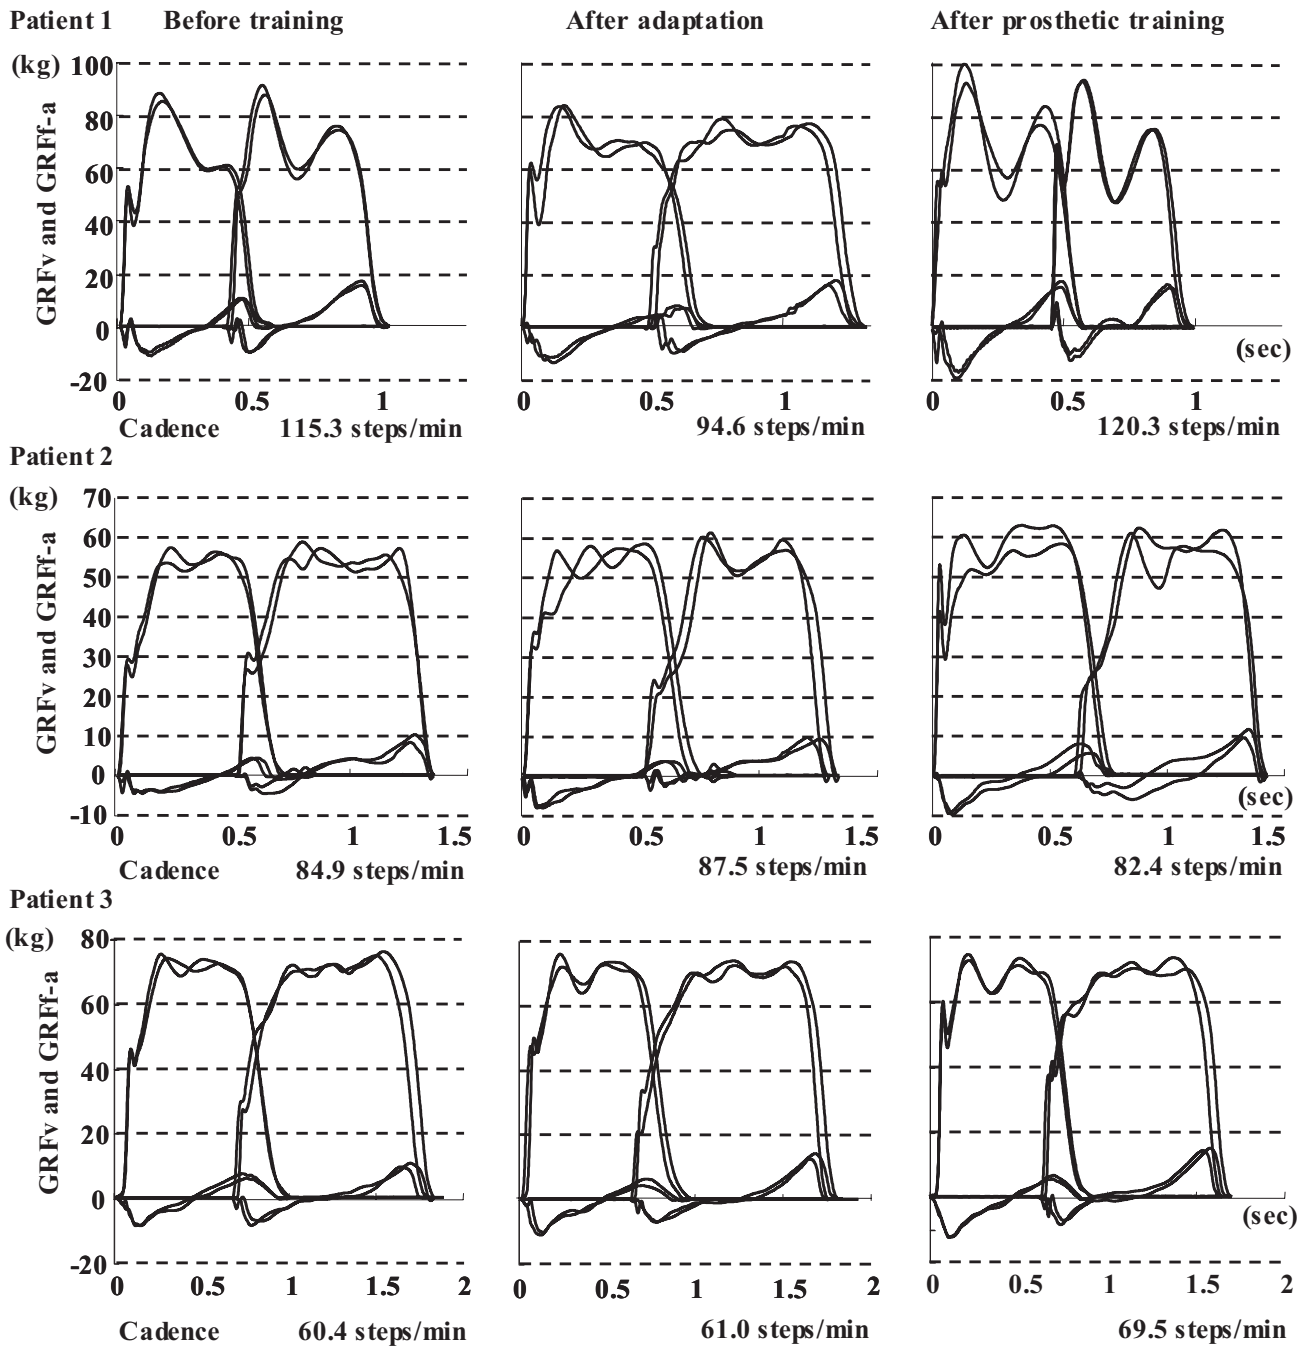 Patient 1 Before training After adaptation After prosthetic training
(kg)
GRFv and GRFf-a
100
80
60
40
20
0
-20
(sec)
0 0.5 1 0 0.5 1 0 0.5 1
Cadence 115.3 steps/min 94.6 steps/min 120.3 steps/min
Patient 2
(kg)
GRFv and GRFf-a
70
60
50
40
30
20
10
0
-10
(sec)
0 0.5 1 1.5 0 0.5 1 1.5 0 0.5 1 1.5
Cadence 84.9 steps/min 87.5 steps/min 82.4 steps/min
Patient 3
(kg)
GRFv and GRFf-a
80
60
40
20
0
-20
(sec)
0 0.5 1 1.5 2 0 0.5 1 1.5 2 0 0.5 1 1.5 2
Cadence 60.4 steps/min 61.0 steps/min 69.5 steps/min